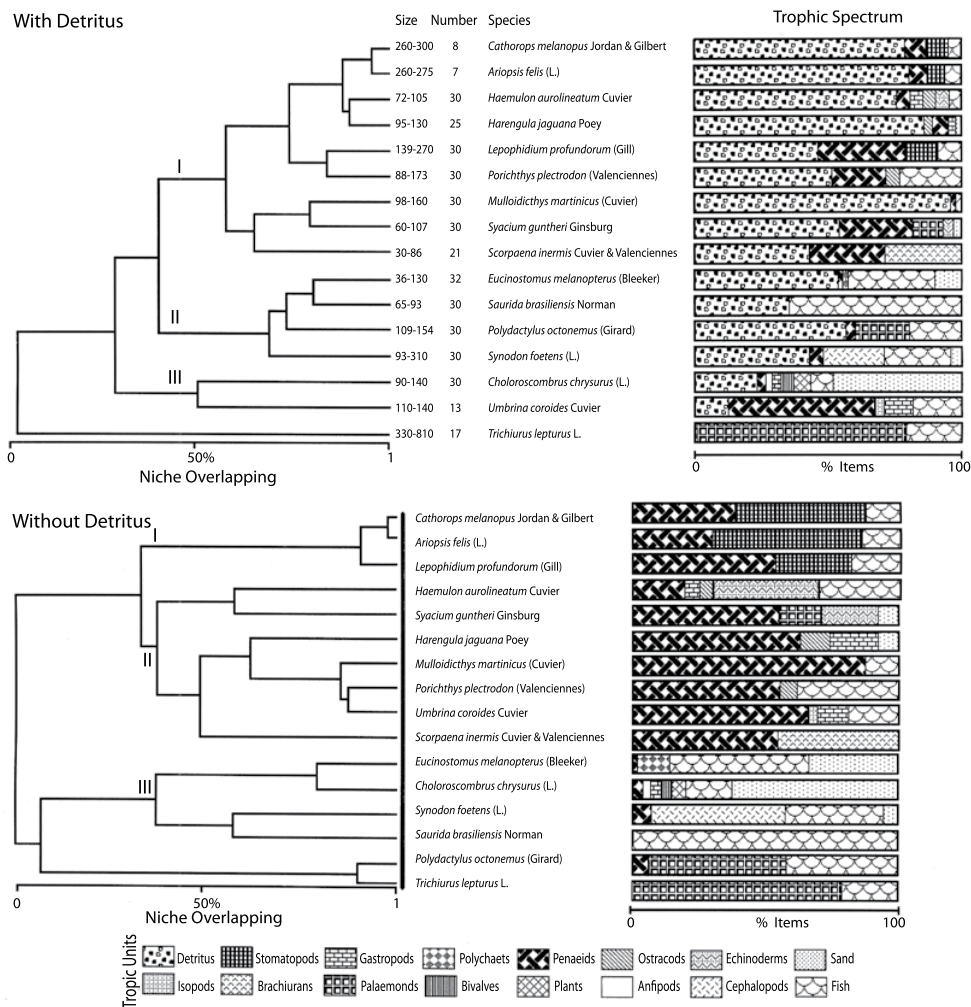 With Detritus
Size Number Species Trophic Spectrum
260-300 8 Cathorops melanopus Jordan & Gilbert
260-275 7 Ariopsis felis (L.)
72-105 30 Haemulon aurolineatum Cuvier
95-130 25 Harengula jaguana Poey
139-270 30 Lepophidium profundorum (Gill)
I 88-173 30 Porichthys plectrodon (Valenciennes)
98-160 30 Mulloidicthys martinicus (Cuvier)
60-107 30 Syacium guntheri Ginsburg
30-86 21 Scorpaena inermis Cuvier & Valenciennes
36-130 32 Eucinostomus melanopterus (Bleeker)
65-93 30 Saurida brasiliensis Norman
II 109-154 30 Polydactylus octonemus (Girard)
93-310 30 Synodon foetens (L.)
III 90-140 30 Choloroscombrus chrysurus (L.)
110-140 13 Umbrina coroides Cuvier
330-810 17 Trichiurus lepturus L.
0 50% 1 0 % Items 100
Niche Overlapping
Without Detritus
Cathorops melanopus Jordan & Gilbert
I Ariopsis felis (L.)
Lepophidium profundorum (Gill)
Haemulon aurolineatum Cuvier
Syacium guntheri Ginsburg
Harengula jaguana Poey
II Mulloidicthys martinicus (Cuvier)
Porichthys plectrodon (Valenciennes)
Umbrina coroides Cuvier
Scorpaena inermis Cuvier & Valenciennes
Eucinostomus melanopterus (Bleeker)
III Choloroscombrus chrysurus (L.)
Synodon foetens (L.)
Saurida brasiliensis Norman
Polydactylus octonemus (Girard)
Trichiurus lepturus L.
0 50% 1 0 % Items 100
Niche Overlapping
Tropic Units
Detritus Stomatopods Gastropods Polychaets Penaeids Ostracods Echinoderms Sand
Isopods Brachiurans Palaemonds Bivalves Plants Anfipods Cephalopods Fish